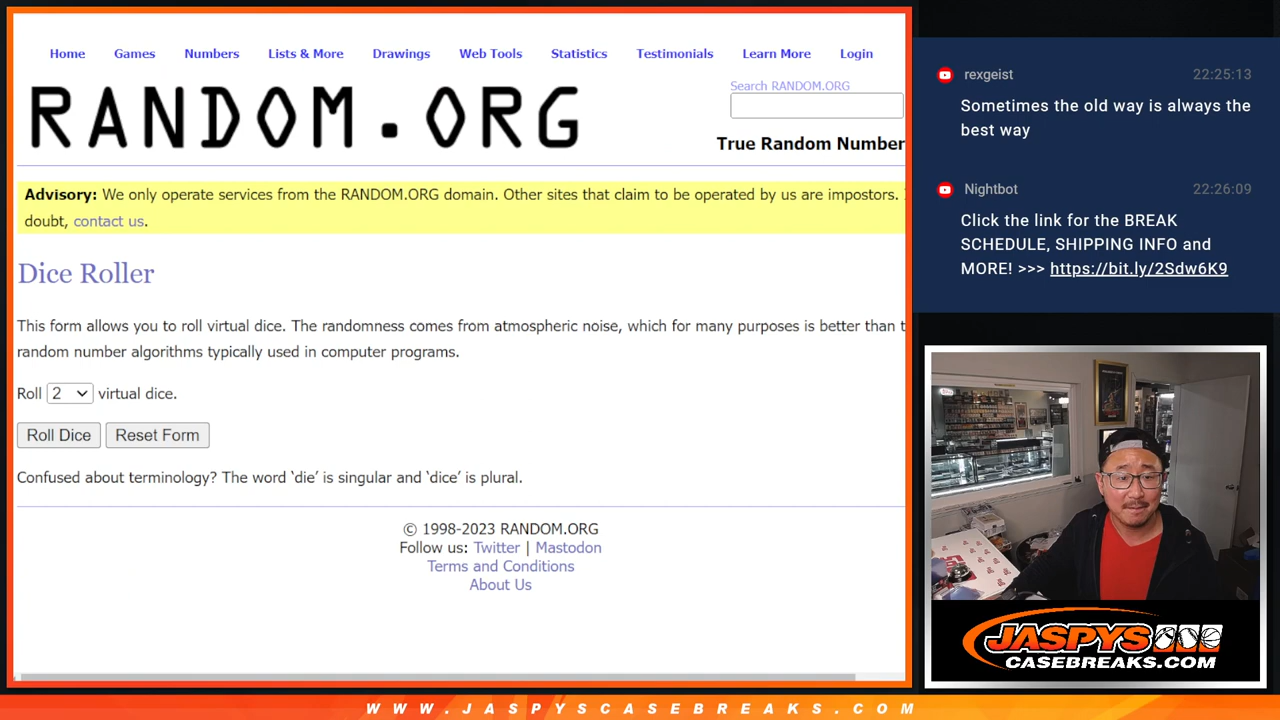 Home Games Numbers Lists & More Drawings Web Tools Statistics Testimonials Learn More Login
RANDOM.ORG
Search RANDOM.ORG
True Random Number
Advisory: We only operate services from the RANDOM.ORG domain. Other sites that claim to be operated by us are impostors.
doubt, contact us.
Dice Roller
This form allows you to roll virtual dice. The randomness comes from atmospheric noise, which for many purposes is better than t
random number algorithms typically used in computer programs.
Roll 2 virtual dice.
Roll Dice Reset Form
Confused about terminology? The word ‘die’ is singular and ‘dice’ is plural.
© 1998-2023 RANDOM.ORG
Follow us: Twitter | Mastodon
Terms and Conditions
About Us
rexgeist 22:25:13
Sometimes the old way is always the
best way
Nightbot 22:26:09
Click the link for the BREAK
SCHEDULE, SHIPPING INFO and
MORE! >>> https://bit.ly/2Sdw6K9
JASPYS
CASEBREAKS.COM
WWW.JASPYSCASEBREAKS.COM